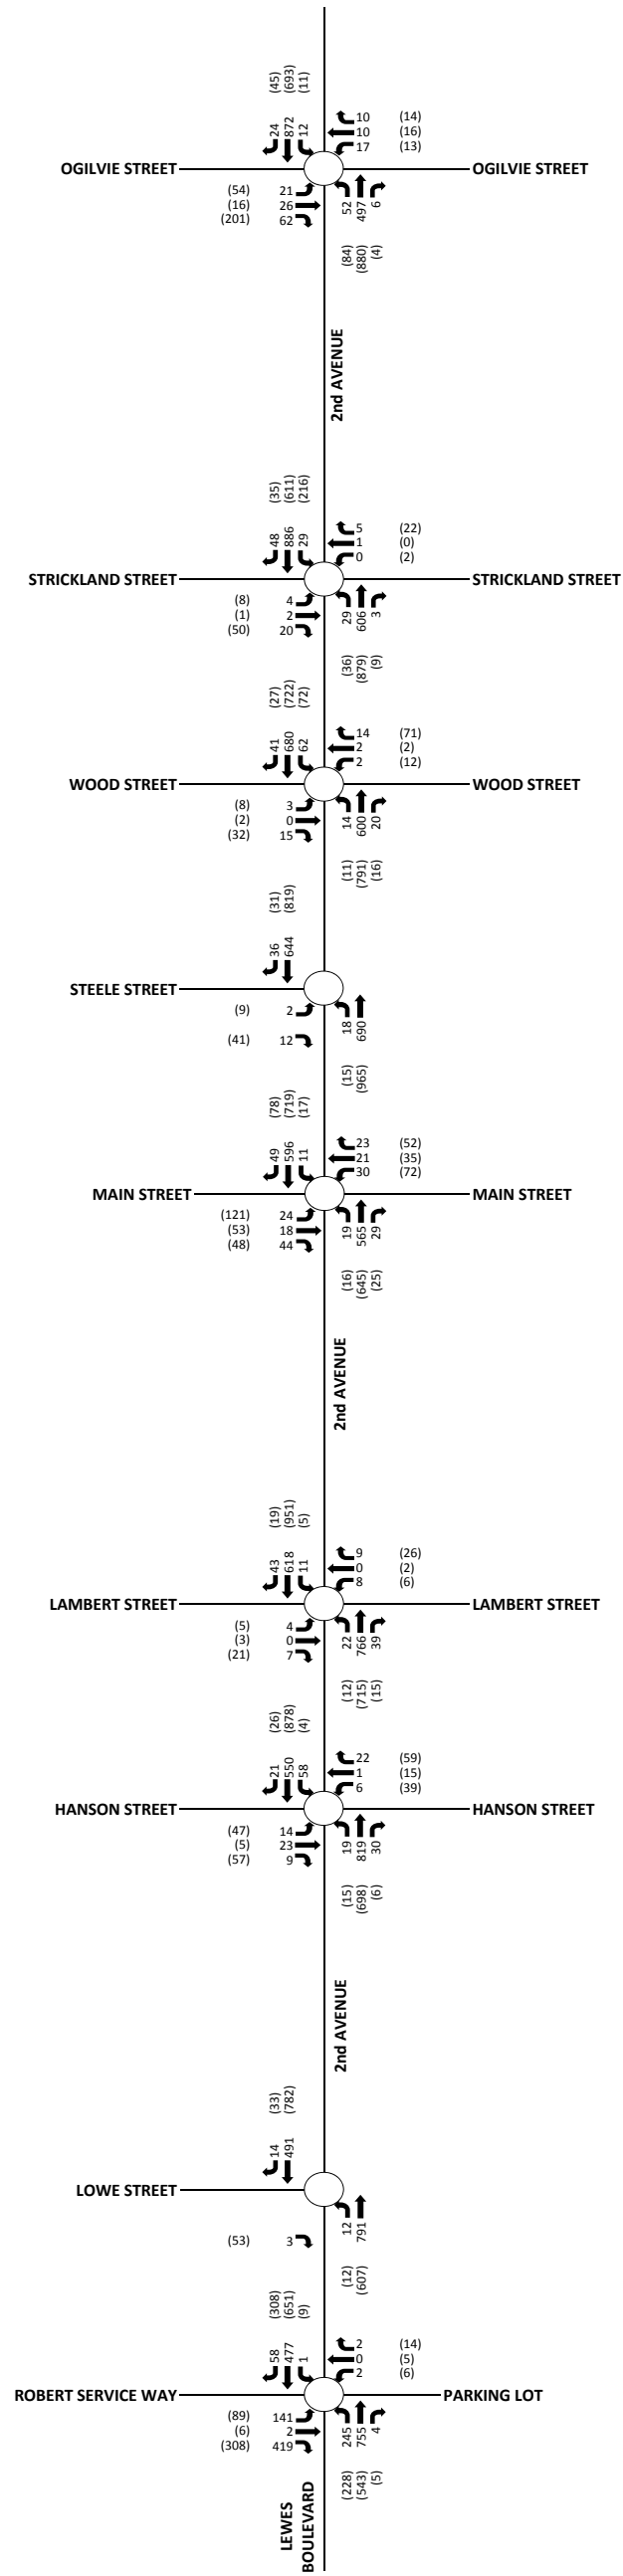 (45) (693) (11)
24 872 12
10 (14)
10 (16)
17 (13)
OGILVIE STREET
OGILVIE STREET
(54) 21
(16) 26
(201) 62
52 497 6
(84) (880) (4)
2nd AVENUE
(35) (611) (216)
48 886 29
5 (22)
1 (0)
0 (2)
STRICKLAND STREET
STRICKLAND STREET
(8) 4
(1) 2
(50) 20
29 606 3
(36) (879) (9)
(27) (722) (72)
41 680 62
14 (71)
2 (2)
2 (12)
WOOD STREET
WOOD STREET
(8) 3
(2) 0
(32) 15
14 600 20
(11) (791) (16)
(31) (819)
36 644
STEELE STREET
(9) 2
(41) 12
18 690
(15) (965)
(78) (719) (17)
49 596 11
23 (52)
21 (35)
30 (72)
MAIN STREET
MAIN STREET
(121) 24
(53) 18
(48) 44
19 565 29
(16) (645) (25)
2nd AVENUE
(19) (951) (5)
43 618 11
9 (26)
0 (2)
8 (6)
LAMBERT STREET
LAMBERT STREET
(5) 4
(3) 0
(21) 7
22 766 39
(12) (715) (15)
(26) (878) (4)
21 550 58
22 (59)
1 (15)
6 (39)
HANSON STREET
HANSON STREET
(47) 14
(5) 23
(57) 9
19 819 30
(15) (698) (6)
2nd AVENUE
(33) (782)
14 491
LOWE STREET
(53) 3
12 791
(12) (607)
(308) (651) (9)
58 477 1
2 (14)
0 (5)
2 (6)
ROBERT SERVICE WAY
PARKING LOT
(89) 141
(6) 2
(308) 419
245 755 4
(228) (543) (5)
LEWES
BOULEVARD